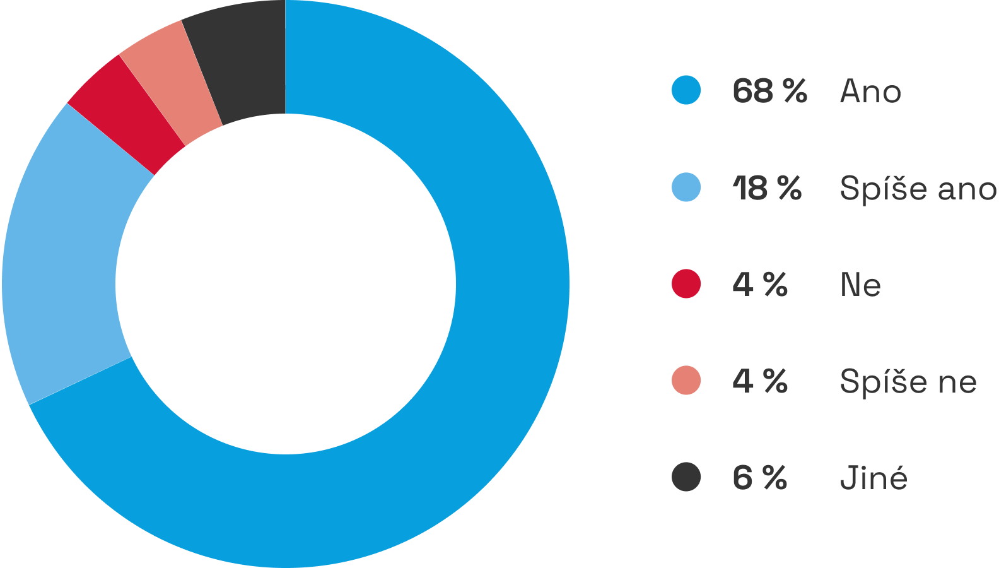 68 % Ano
18 % Spíše ano
4 % Ne
4 % Spíše ne
6 % Jiné